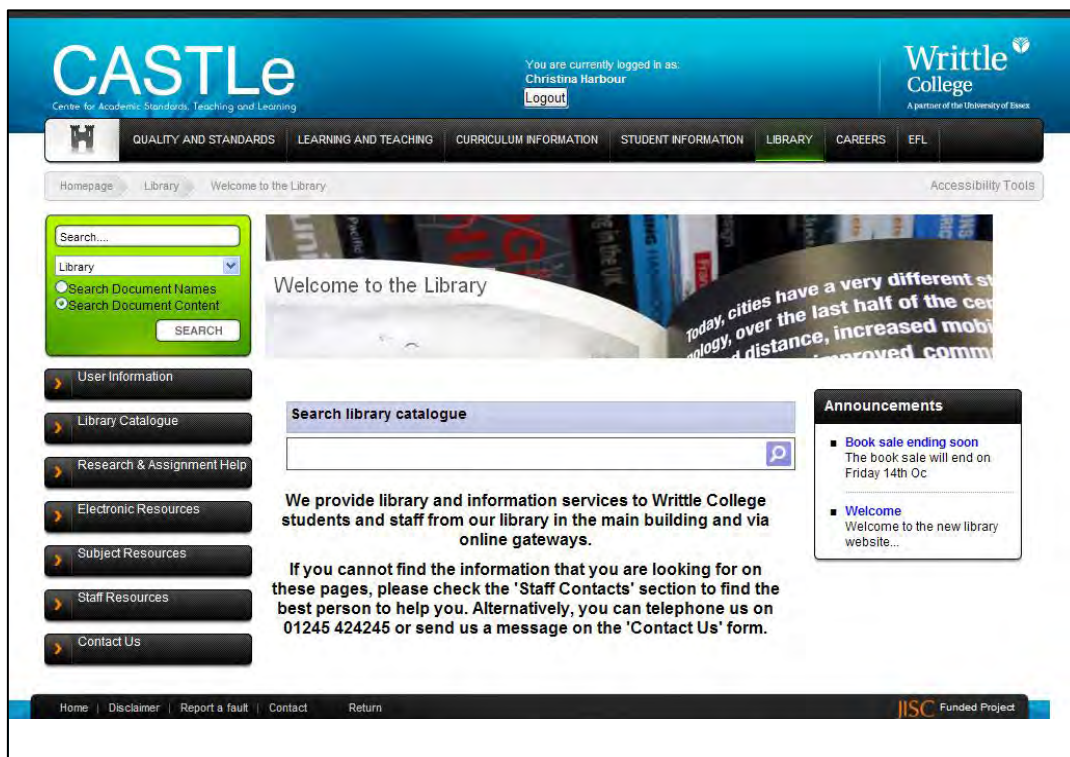 CASTLe
Centre for Academic Standards, Teaching and Learning
You are currently logged in as:
Christina Harbour
Logout
Writtle
College
A partner of the University of Essex
QUALITY AND STANDARDS LEARNING AND TEACHING CURRICULUM INFORMATION STUDENT INFORMATION LIBRARY CAREERS EFL
Homepage Library Welcome to the Library Accessibility Tools
Search....
Library
Search Document Names
Search Document Content
SEARCH
Welcome to the Library
Pacific
ing in the UK
Today, cities have a very different
over the last half of the
distance, increased
improved
User Information
Library Catalogue
Research & Assignment Help
Electronic Resources
Subject Resources
Staff Resources
Contact Us
Search library catalogue
We provide library and information services to Writtle College
students and staff from our library in the main building and via
online gateways.
If you cannot find the information that you are looking for on
these pages, please check the 'Staff Contacts' section to find the
best person to help you. Alternatively, you can telephone us on
01245 424245 or send us a message on the 'Contact Us' form.
Announcements
Book sale ending soon
The book sale will end on
Friday 14th Oc
Welcome
Welcome to the new library
website...
Home | Disclaimer | Report a fault | Contact Return
JISC Funded Project